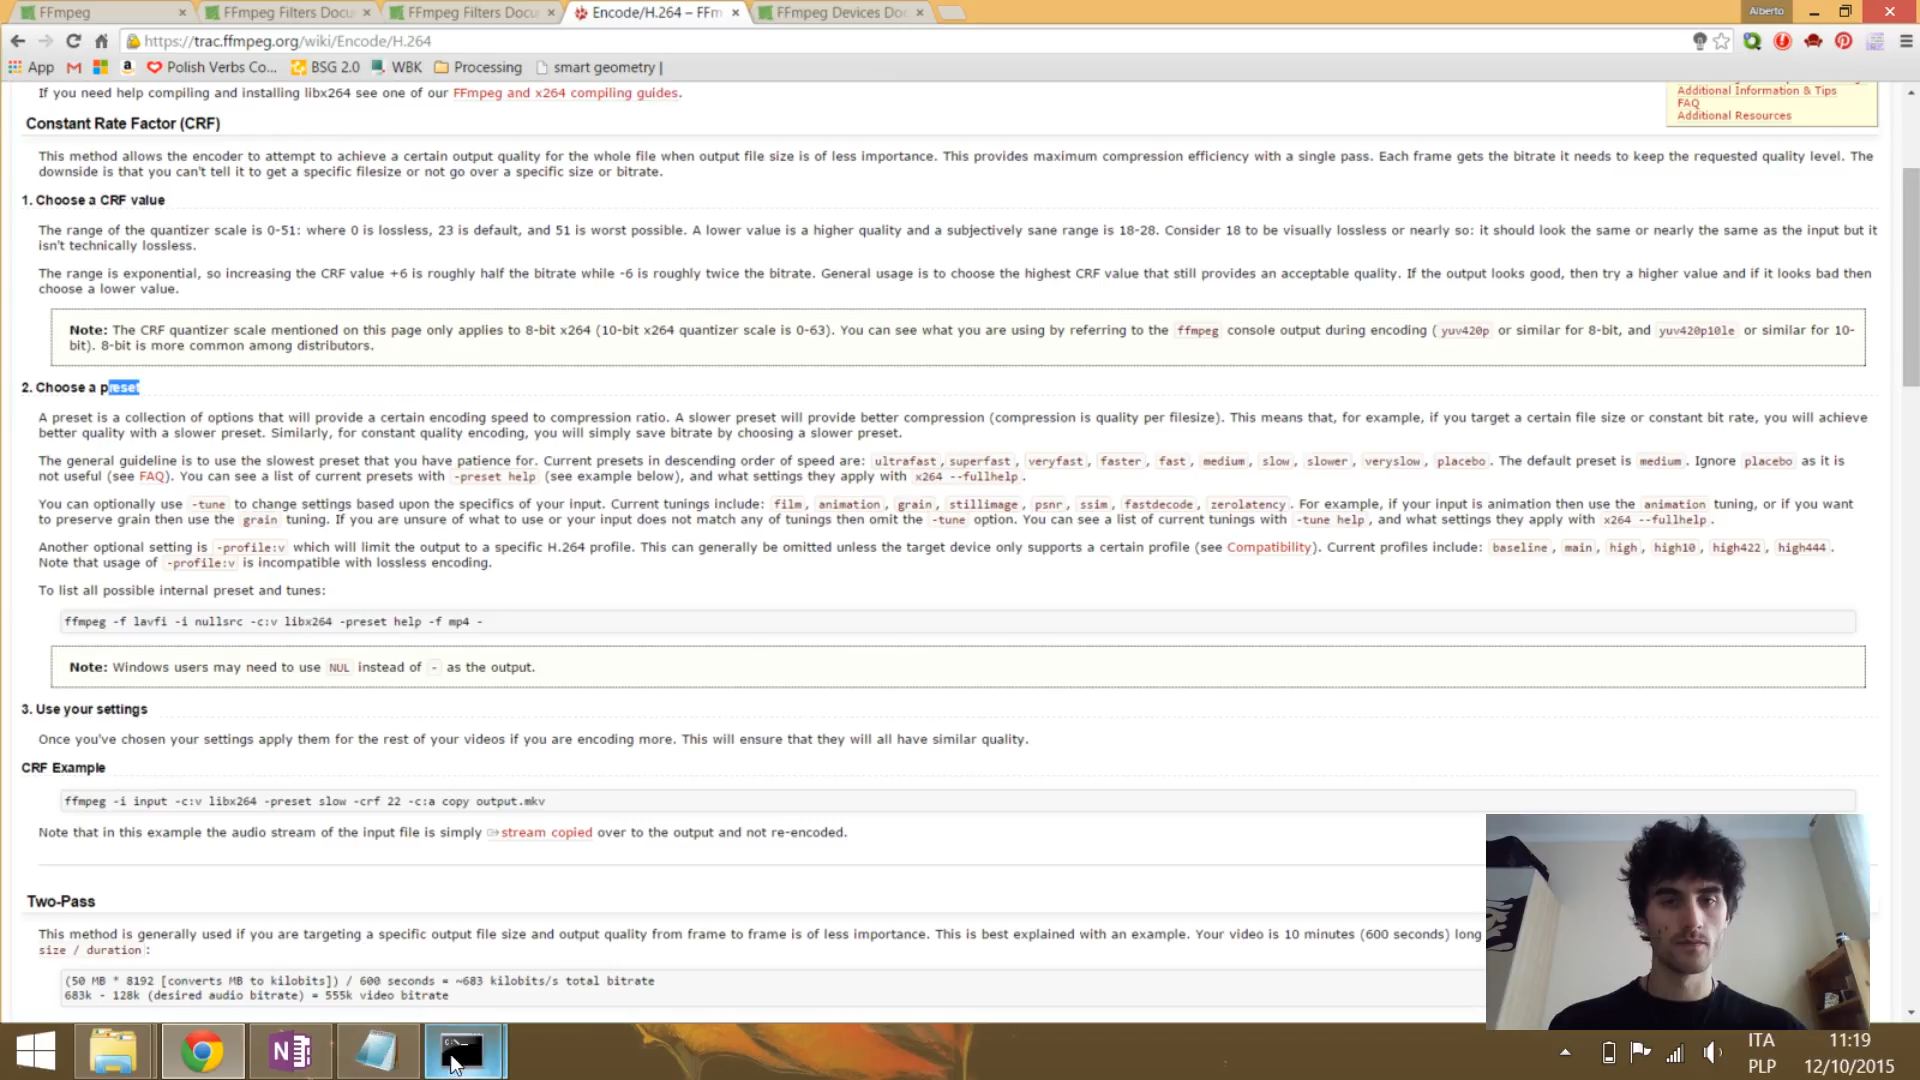 FFmpeg
FFmpeg Filters Docu
FFmpeg Filters Docu
Encode/H.264 – FFm
FFmpeg Devices Doc
Alberto
https://trac.ffmpeg.org/wiki/Encode/H.264
App
Polish Verbs Co...
BSG 2.0
WBK
Processing
smart geometry |
If you need help compiling and installing libx264 see one of our FFmpeg and x264 compiling guides.
Additional Information & Tips
FAQ
Additional Resources
Constant Rate Factor (CRF)
This method allows the encoder to attempt to achieve a certain output quality for the whole file when output file size is of less importance. This provides maximum compression efficiency with a single pass. Each frame gets the bitrate it needs to keep the requested quality level. The
downside is that you can't tell it to get a specific filesize or not go over a specific size or bitrate.
1. Choose a CRF value
The range of the quantizer scale is 0-51: where 0 is lossless, 23 is default, and 51 is worst possible. A lower value is a higher quality and a subjectively sane range is 18-28. Consider 18 to be visually lossless or nearly so: it should look the same or nearly the same as the input but it
isn't technically lossless.
The range is exponential, so increasing the CRF value +6 is roughly half the bitrate while -6 is roughly twice the bitrate. General usage is to choose the highest CRF value that still provides an acceptable quality. If the output looks good, then try a higher value and if it looks bad then
choose a lower value.
Note: The CRF quantizer scale mentioned on this page only applies to 8-bit x264 (10-bit x264 quantizer scale is 0-63). You can see what you are using by referring to the ffmpeg console output during encoding ( yuv420p or similar for 8-bit, and yuv420p10le or similar for 10-
bit). 8-bit is more common among distributors.
2. Choose a preset
A preset is a collection of options that will provide a certain encoding speed to compression ratio. A slower preset will provide better compression (compression is quality per filesize). This means that, for example, if you target a certain file size or constant bit rate, you will achieve
better quality with a slower preset. Similarly, for constant quality encoding, you will simply save bitrate by choosing a slower preset.
The general guideline is to use the slowest preset that you have patience for. Current presets in descending order of speed are: ultrafast, superfast, veryfast, faster, fast, medium, slow, slower, veryslow, placebo. The default preset is medium. Ignore placebo as it is
not useful (see FAQ). You can see a list of current presets with -preset help (see example below), and what settings they apply with x264 --fullhelp.
You can optionally use -tune to change settings based upon the specifics of your input. Current tunings include: film, animation, grain, stillimage, psnr, ssim, fastdecode, zerolatency. For example, if your input is animation then use the animation tuning, or if you want
to preserve grain then use the grain tuning. If you are unsure of what to use or your input does not match any of tunings then omit the -tune option. You can see a list of current tunings with -tune help, and what settings they apply with x264 --fullhelp.
Another optional setting is -profile:v which will limit the output to a specific H.264 profile. This can generally be omitted unless the target device only supports a certain profile (see Compatibility). Current profiles include: baseline, main, high, high10, high422, high444.
Note that usage of -profile:v is incompatible with lossless encoding.
To list all possible internal preset and tunes:
ffmpeg -f lavfi -i nullsrc -c:v libx264 -preset help -f mp4 -
Note: Windows users may need to use NUL instead of - as the output.
3. Use your settings
Once you've chosen your settings apply them for the rest of your videos if you are encoding more. This will ensure that they will all have similar quality.
CRF Example
ffmpeg -i input -c:v libx264 -preset slow -crf 22 -c:a copy output.mkv
Note that in this example the audio stream of the input file is simply stream copied over to the output and not re-encoded.
Two-Pass
This method is generally used if you are targeting a specific output file size and output quality from frame to frame is of less importance. This is best explained with an example. Your video is 10 minutes (600 seconds) long
size / duration :
(50 MB * 8192 [converts MB to kilobits]) / 600 seconds = ~683 kilobits/s total bitrate
683k - 128k (desired audio bitrate) = 555k video bitrate
ITA
PLP
11:19
12/10/2015